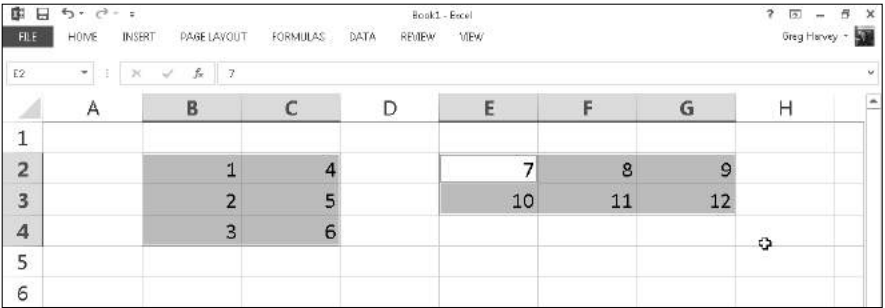 Book1 - Excel ?
FILE HOME INSERT PAGE LAYOUT FORMULAS DATA REVIEW VIEW Greg Harvey
E2 fx 7
A B C D E F G H
1
2 1 4 7 8 9
3 2 5 10 11 12
4 3 6
5
6